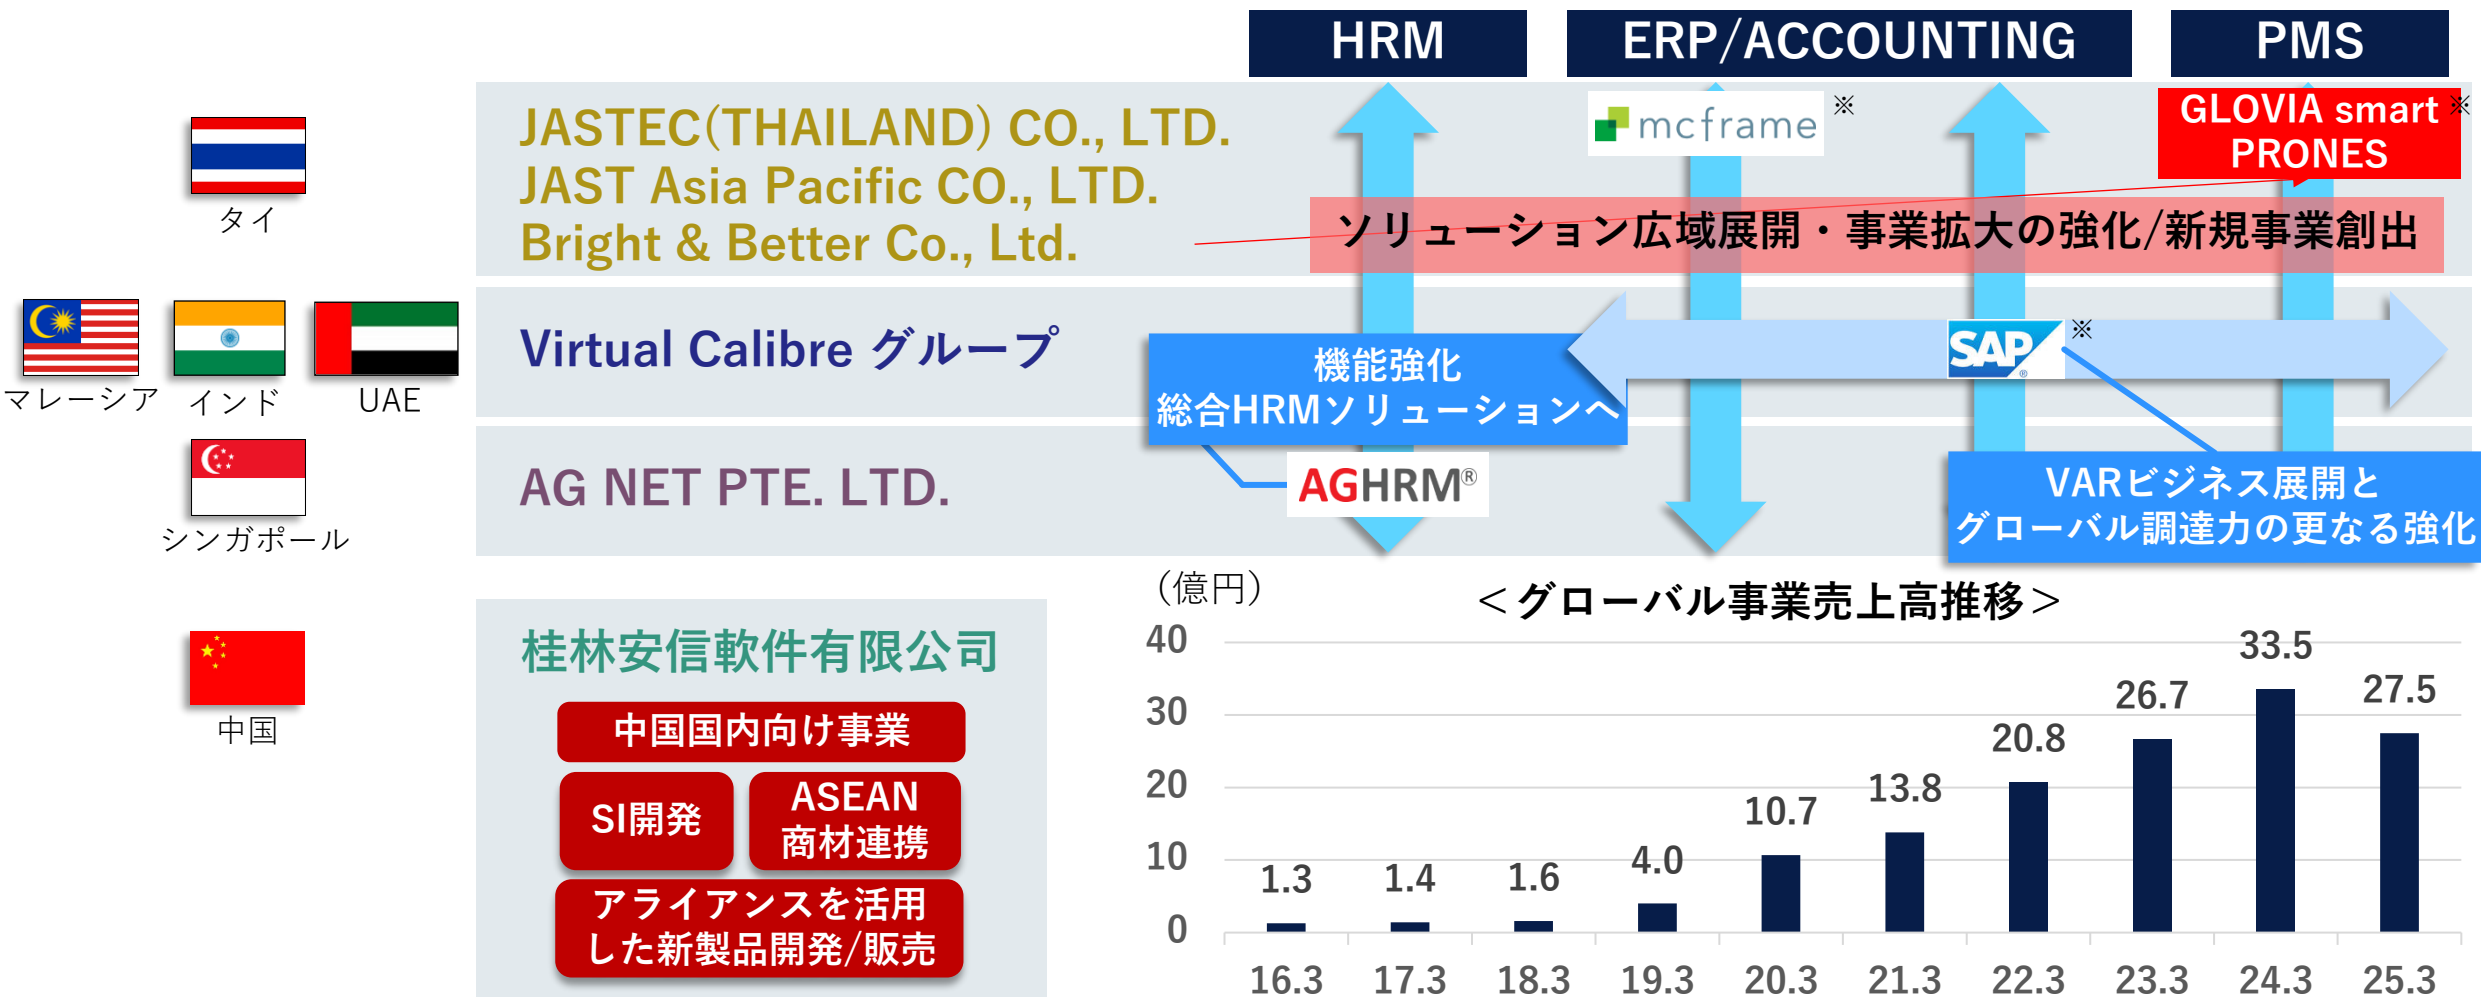 HRM
ERP/ACCOUNTING
PMS
タイ
JASTEC(THAILAND) CO., LTD.
JAST Asia Pacific CO., LTD.
Bright & Better Co., Ltd.
mcframe ※
GLOVIA smart ※
PRONES
ソリューション広域展開・事業拡大の強化/新規事業創出
マレーシア
インド
UAE
Virtual Calibre グループ
機能強化
総合HRMソリューションへ
SAP® ※
シンガポール
AG NET PTE. LTD.
AGHRM®
VARビジネス展開と
グローバル調達力の更なる強化
中国
桂林安信軟件有限公司
中国国内向け事業
SI開発
ASEAN
商材連携
アライアンスを活用
した新製品開発/販売
（億円）
＜グローバル事業売上高推移＞
40
30
20
10
0
1.3
1.4
1.6
4.0
10.7
13.8
20.8
26.7
33.5
27.5
16.3
17.3
18.3
19.3
20.3
21.3
22.3
23.3
24.3
25.3